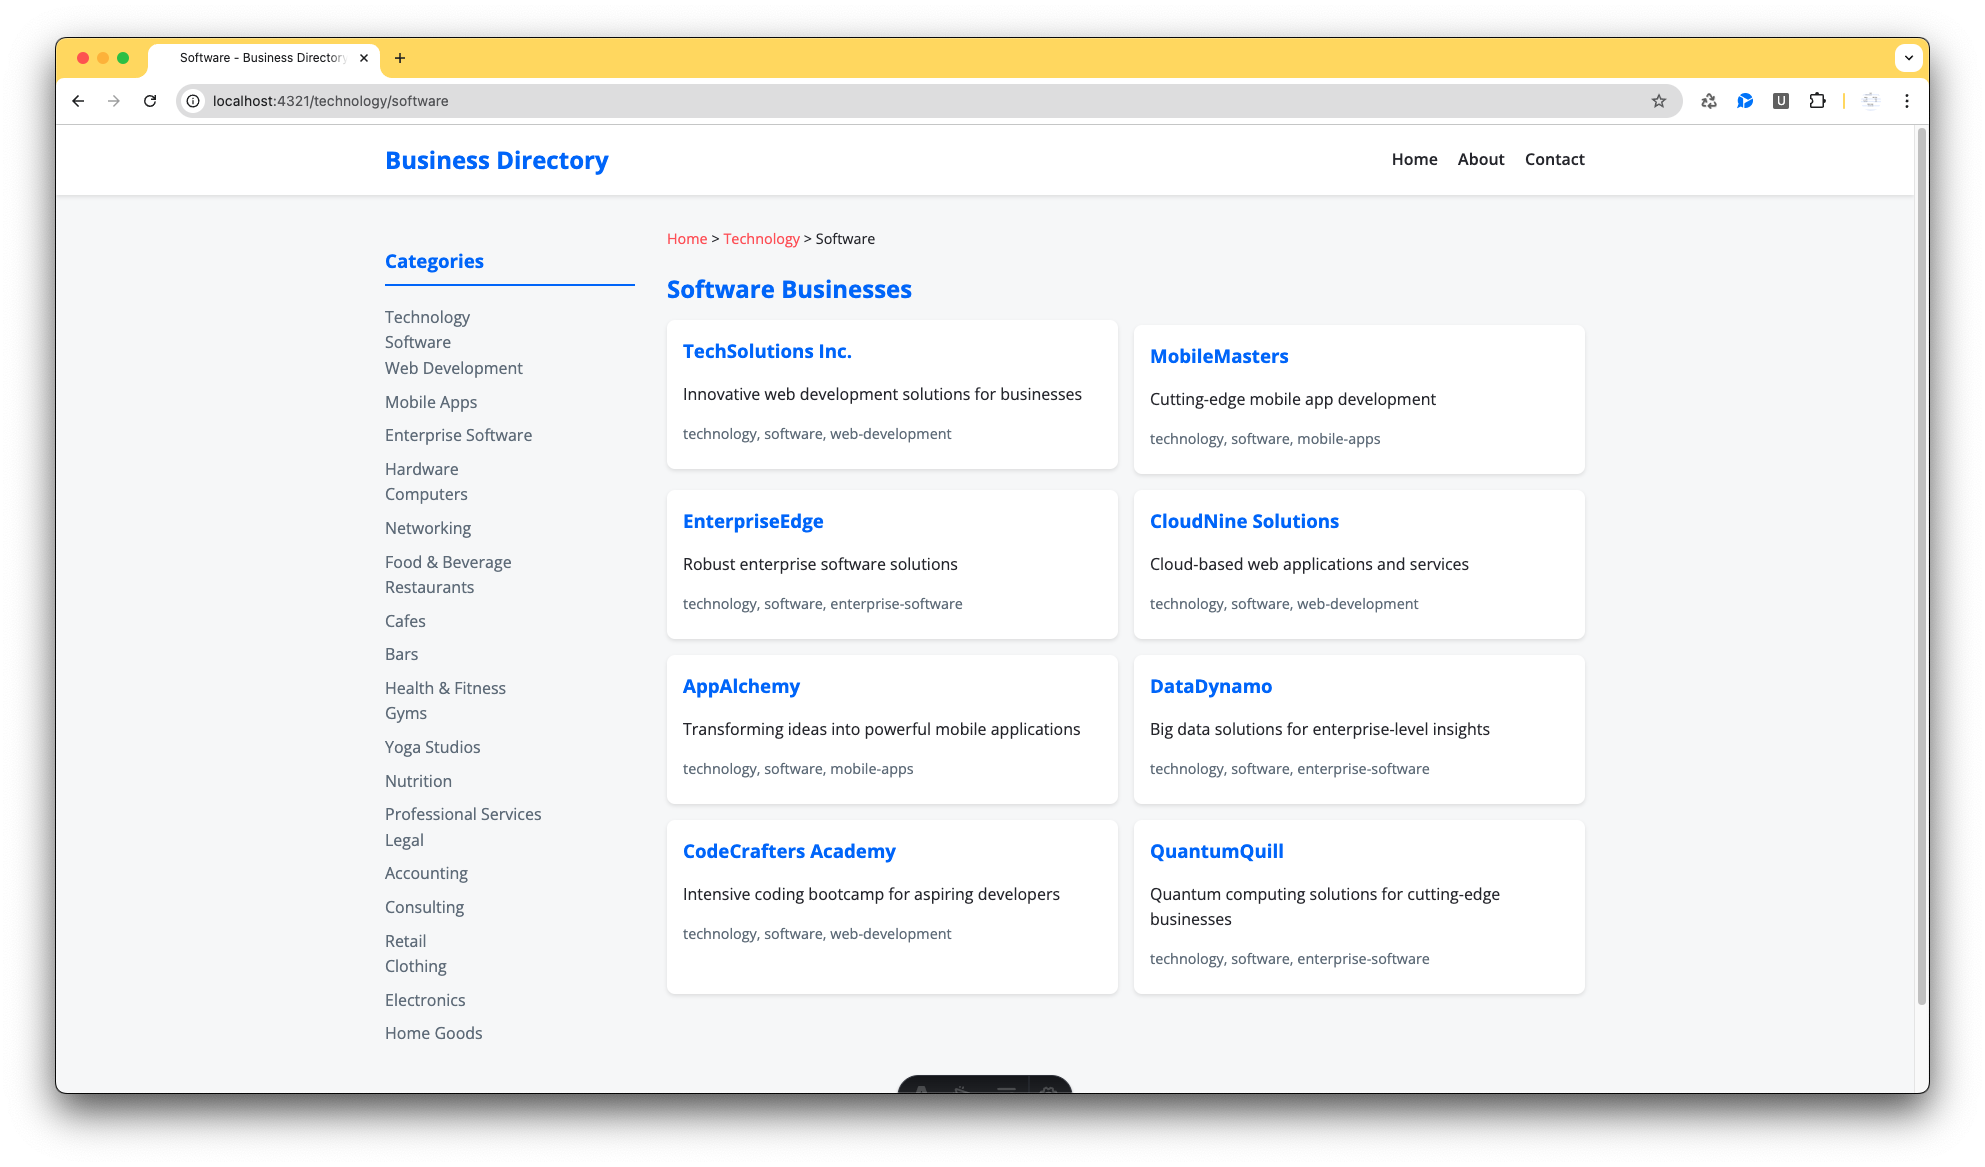 Software - Business Directory
localhost:4321/technology/software
Business Directory
Home About Contact
Categories
Technology
Software
Web Development
Mobile Apps
Enterprise Software
Hardware
Computers
Networking
Food & Beverage
Restaurants
Cafes
Bars
Health & Fitness
Gyms
Yoga Studios
Nutrition
Professional Services
Legal
Accounting
Consulting
Retail
Clothing
Electronics
Home Goods
Home > Technology > Software
Software Businesses
TechSolutions Inc.
Innovative web development solutions for businesses
technology, software, web-development
MobileMasters
Cutting-edge mobile app development
technology, software, mobile-apps
EnterpriseEdge
Robust enterprise software solutions
technology, software, enterprise-software
CloudNine Solutions
Cloud-based web applications and services
technology, software, web-development
AppAlchemy
Transforming ideas into powerful mobile applications
technology, software, mobile-apps
DataDynamo
Big data solutions for enterprise-level insights
technology, software, enterprise-software
CodeCrafters Academy
Intensive coding bootcamp for aspiring developers
technology, software, web-development
QuantumQuill
Quantum computing solutions for cutting-edge
businesses
technology, software, enterprise-software